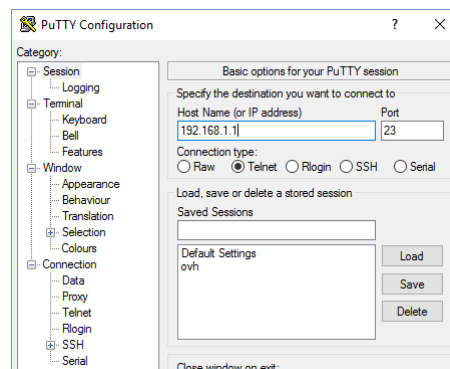 PuTTY Configuration
? ×
Category:
Session
Logging
Terminal
Keyboard
Bell
Features
Window
Appearance
Behaviour
Translation
Selection
Colours
Connection
Data
Proxy
Telnet
Rlogin
SSH
Serial
Basic options for your PuTTY session
Specify the destination you want to connect to
Host Name (or IP address) Port
192.168.1.1 23
Connection type:
Raw Telnet Rlogin SSH Serial
Load, save or delete a stored session
Saved Sessions
Default Settings
ovh
Load
Save
Delete
Close window on exit: